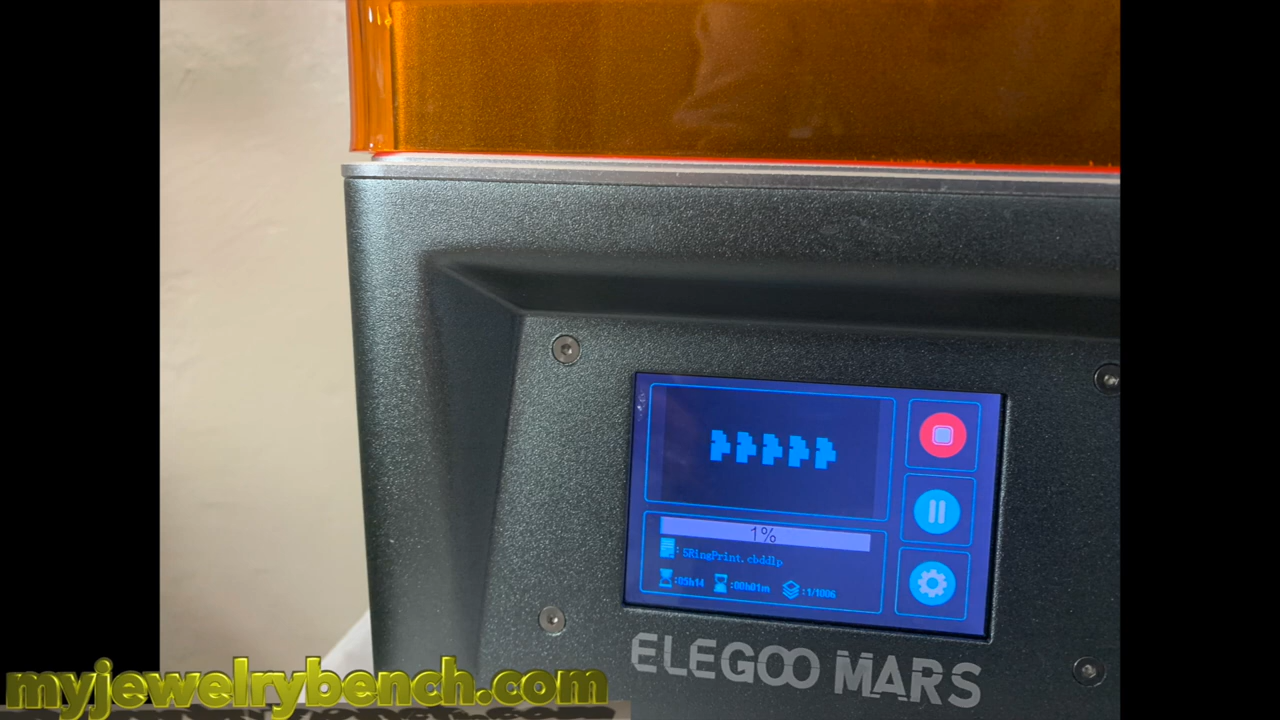 1%
:5RingPrint.cbddlp
:05h14 :00h01m :1/1006
ELEGOO MARS
myjewelrybench.com